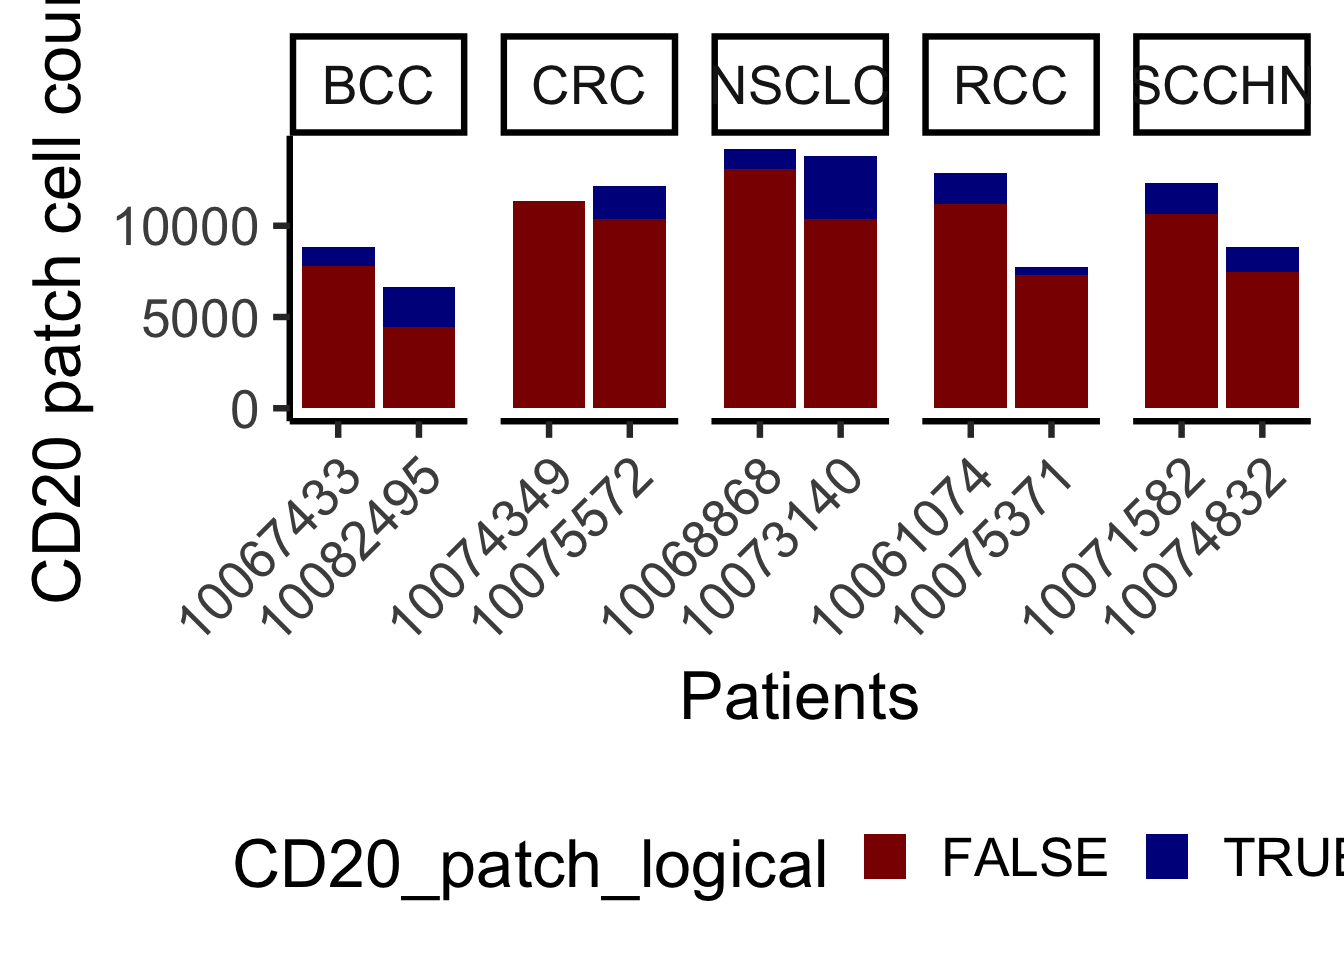 BCC CRC NSCLC RCC SCCHN
CD20 patch cell cou
10000
5000
0
10067433 10082495 10074349 10075572 10068868 10073140 10061074 10075371 10071582 10074832
Patients
CD20_patch_logical FALSE TRUE